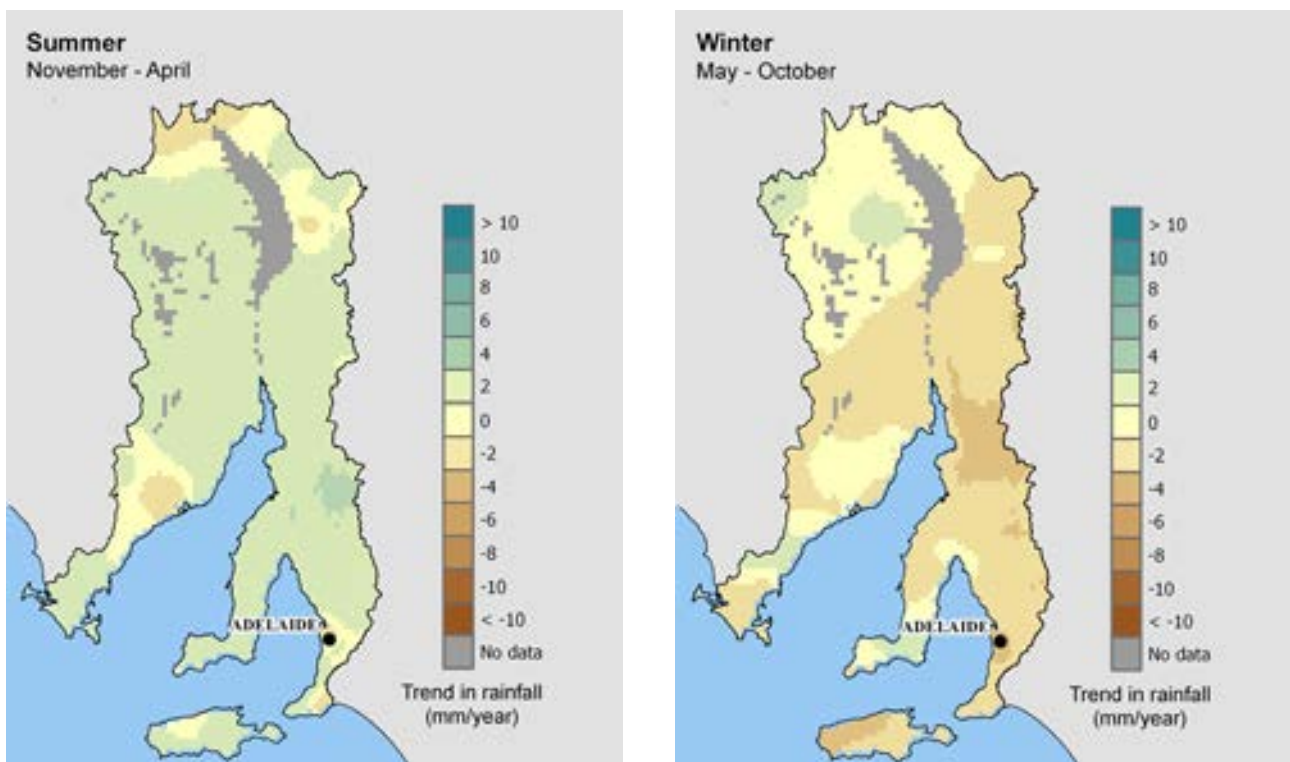 Summer
November - April
> 10
10
8
6
4
2
0
-2
-4
-6
-8
-10
< -10
No data
ADELAIDE
Trend in rainfall
(mm/year)
Winter
May - October
> 10
10
8
6
4
2
0
-2
-4
-6
-8
-10
< -10
No data
ADELAIDE
Trend in rainfall
(mm/year)